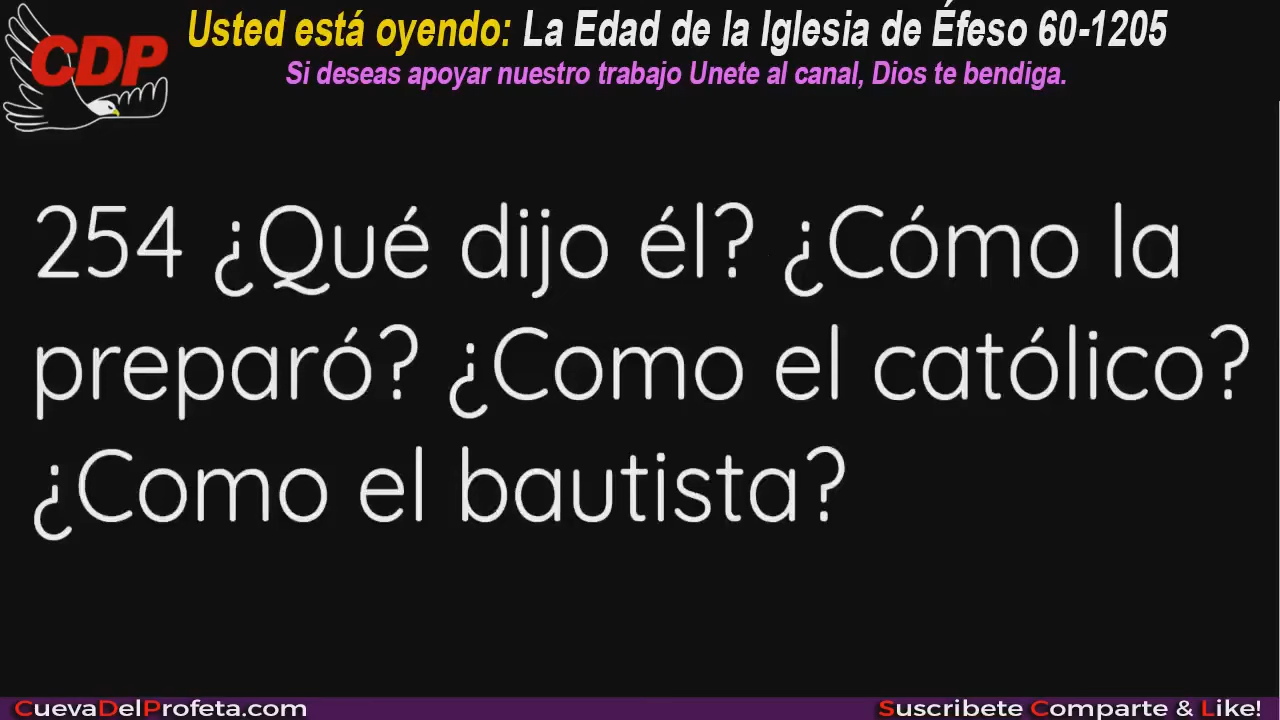 CDP
Usted está oyendo: La Edad de la Iglesia de Éfeso 60-1205
Si deseas apoyar nuestro trabajo Unete al canal, Dios te bendiga.
254 ¿Qué dijo él? ¿Cómo la
preparó? ¿Como el católico?
¿Como el bautista?
CuevaDelProfeta.com
Suscribete Comparte & Like!